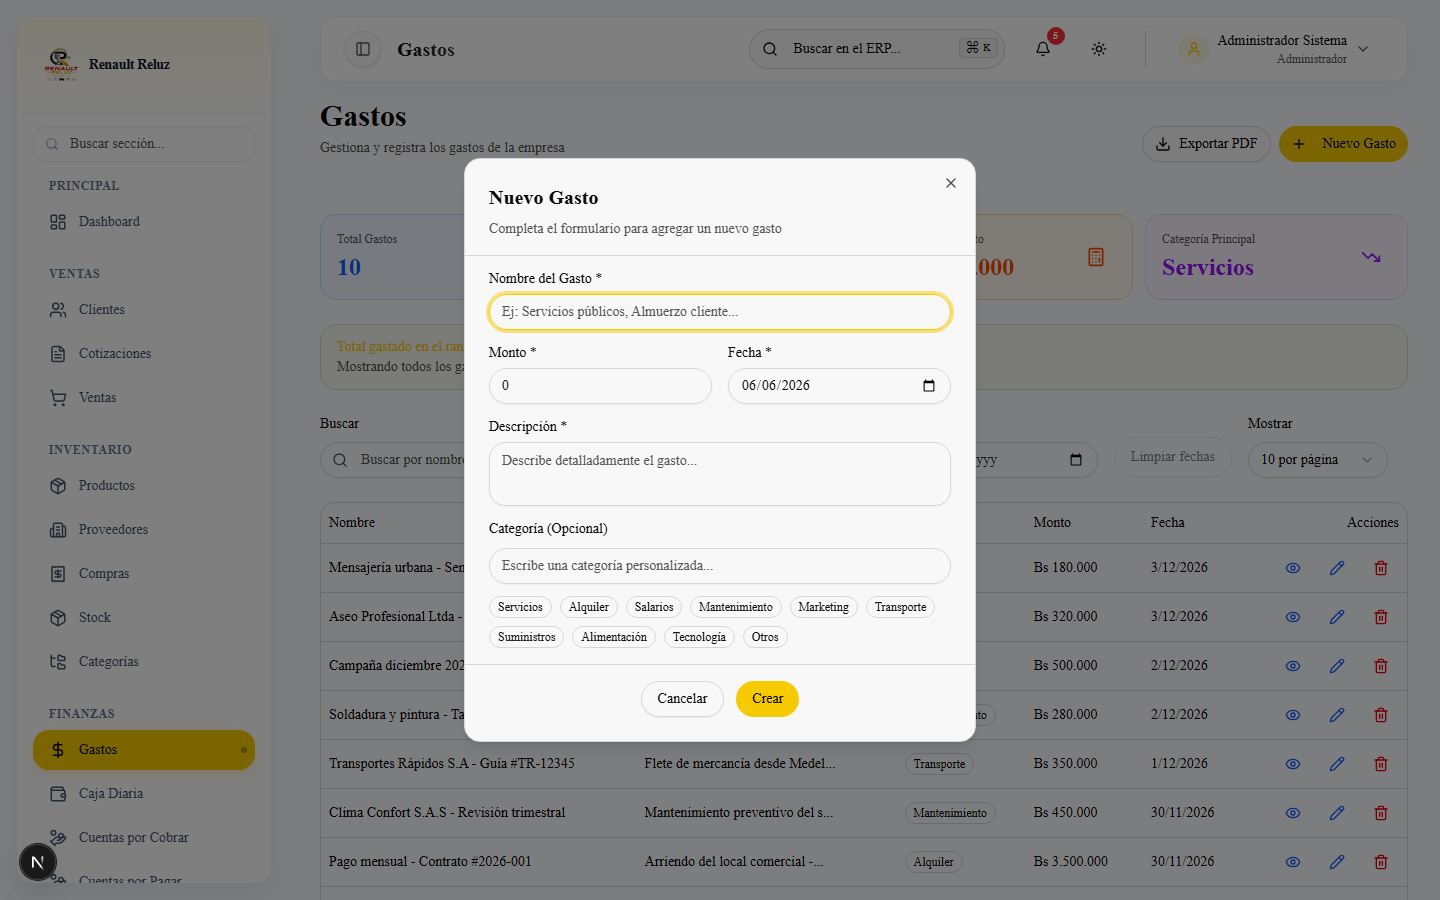 Renault Reluz
Buscar sección...
PRINCIPAL
Dashboard
VENTAS
Clientes
Cotizaciones
Ventas
INVENTARIO
Productos
Proveedores
Compras
Stock
Categorías
FINANZAS
Gastos
Caja Diaria
Cuentas por Cobrar
Cuentas por Pagar
N
Gastos
Buscar en el ERP...
⌘ K
5
Administrador Sistema
Administrador
Gastos
Gestiona y registra los gastos de la empresa
Exportar PDF
Nuevo Gasto
Total Gastos
10
to
.000
Categoría Principal
Servicios
Total gastado en el ran
Mostrando todos los ga
Buscar
Buscar por nombre
yyy
Limpiar fechas
Mostrar
10 por página
Nuevo Gasto
Completa el formulario para agregar un nuevo gasto
Nombre del Gasto *
Ej: Servicios públicos, Almuerzo cliente...
Monto *
Fecha *
0
06/06/2026
Descripción *
Describe detalladamente el gasto...
Categoría (Opcional)
Escribe una categoría personalizada...
Servicios Alquiler Salarios Mantenimiento Marketing Transporte
Suministros Alimentación Tecnología Otros
Cancelar Crear
Nombre Monto Fecha Acciones
Mensajería urbana - Sen Bs 180.000 3/12/2026
Aseo Profesional Ltda - Bs 320.000 3/12/2026
Campaña diciembre 202 Bs 500.000 2/12/2026
Soldadura y pintura - Ta to Bs 280.000 2/12/2026
Transportes Rápidos S.A - Guía #TR-12345 Flete de mercancía desde Medel... Transporte Bs 350.000 1/12/2026
Clima Confort S.A.S - Revisión trimestral Mantenimiento preventivo del s... Mantenimiento Bs 450.000 30/11/2026
Pago mensual - Contrato #2026-001 Arriendo del local comercial -... Alquiler Bs 3.500.000 30/11/2026